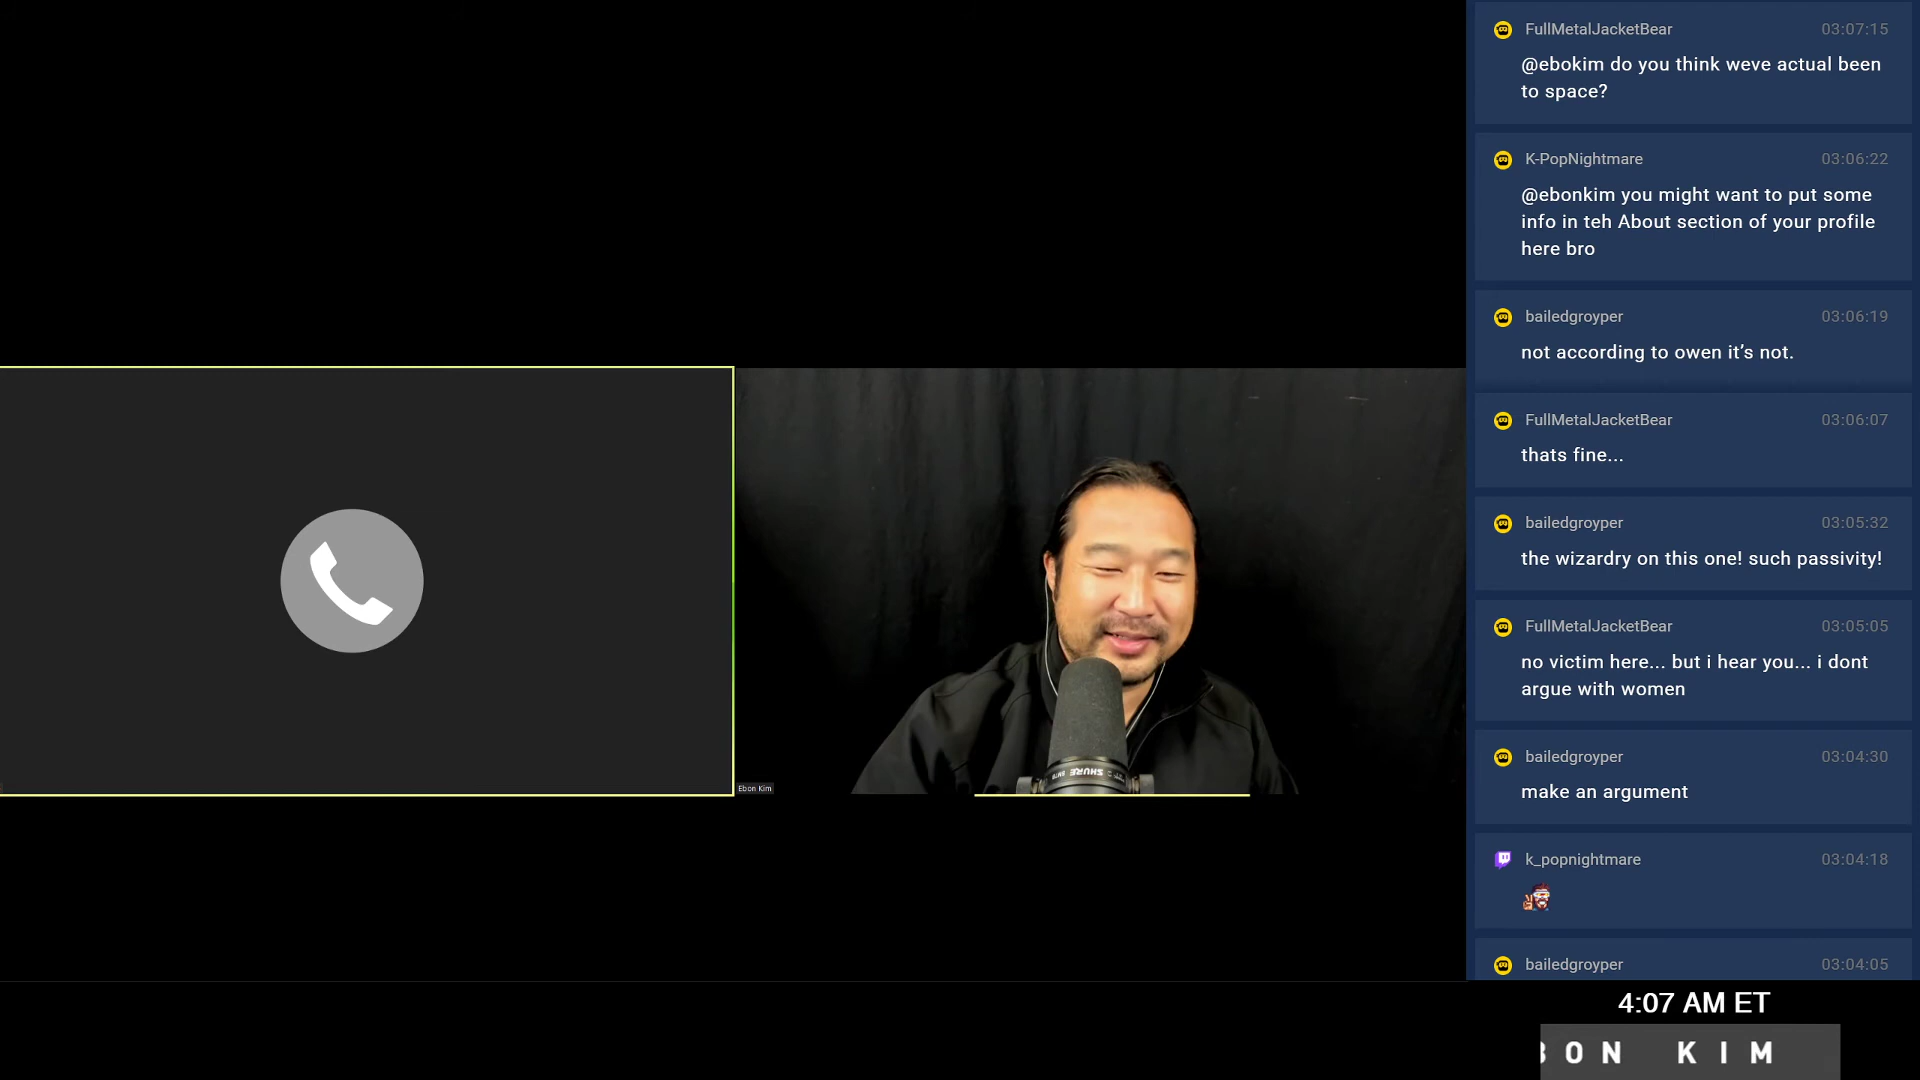 Ebon Kim
SHURE SM7B
FullMetalJacketBear 03:07:15
@ebokim do you think weve actual been
to space?
K-PopNightmare 03:06:22
@ebonkim you might want to put some
info in teh About section of your profile
here bro
bailedgroyper 03:06:19
not according to owen it’s not.
FullMetalJacketBear 03:06:07
thats fine...
bailedgroyper 03:05:32
the wizardry on this one! such passivity!
FullMetalJacketBear 03:05:05
no victim here... but i hear you... i dont
argue with women
bailedgroyper 03:04:30
make an argument
k_popnightmare 03:04:18
bailedgroyper 03:04:05
4:07 AM ET
BON KIM